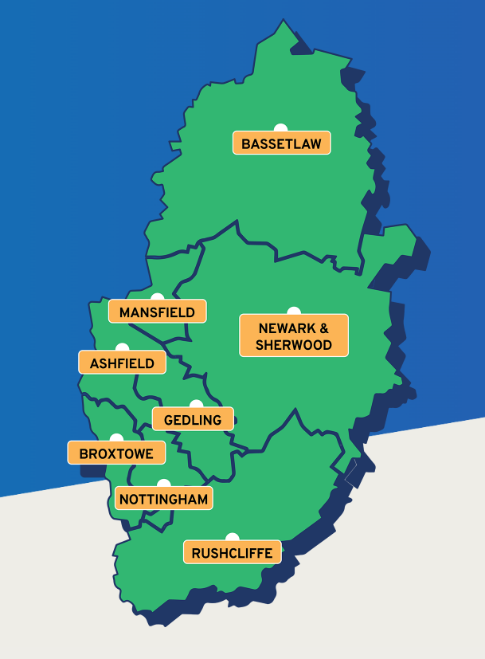 BASSETLAW
MANSFIELD
NEWARK &
SHERWOOD
ASHFIELD
GEDLING
BROXTOWE
NOTTINGHAM
RUSHCLIFFE